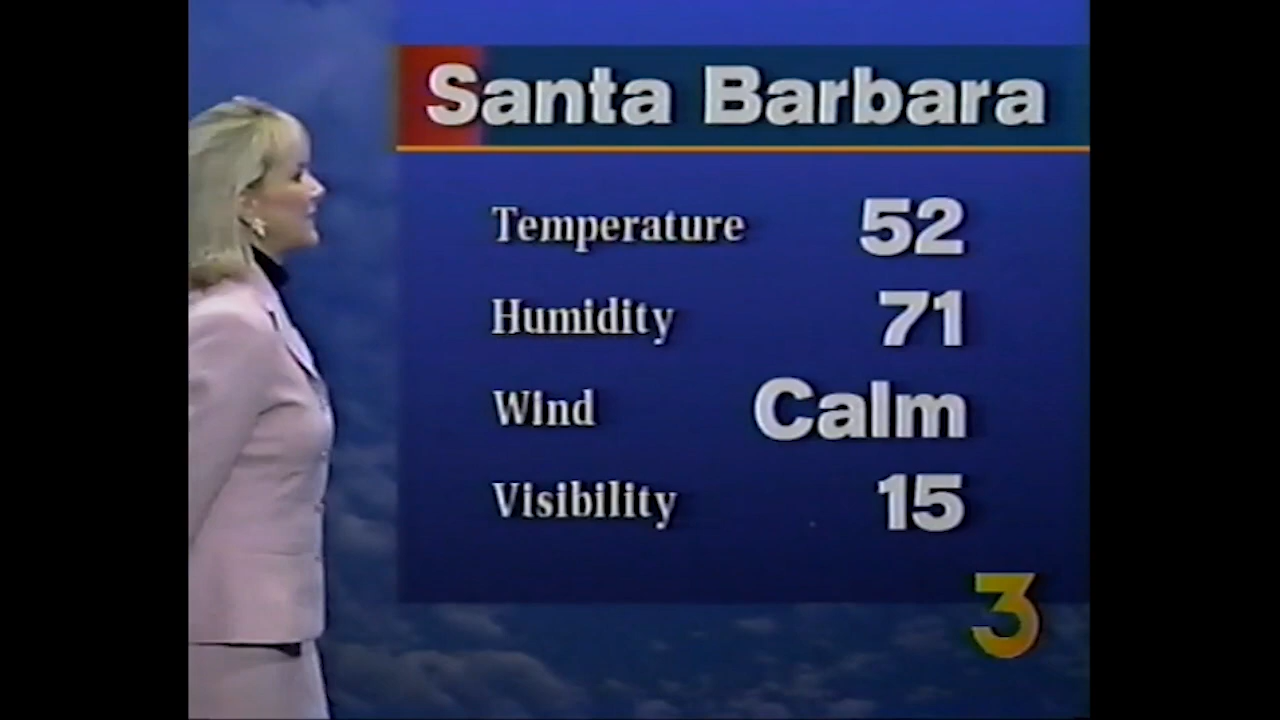 Santa Barbara
Temperature 52
Humidity 71
Wind Calm
Visibility 15
3